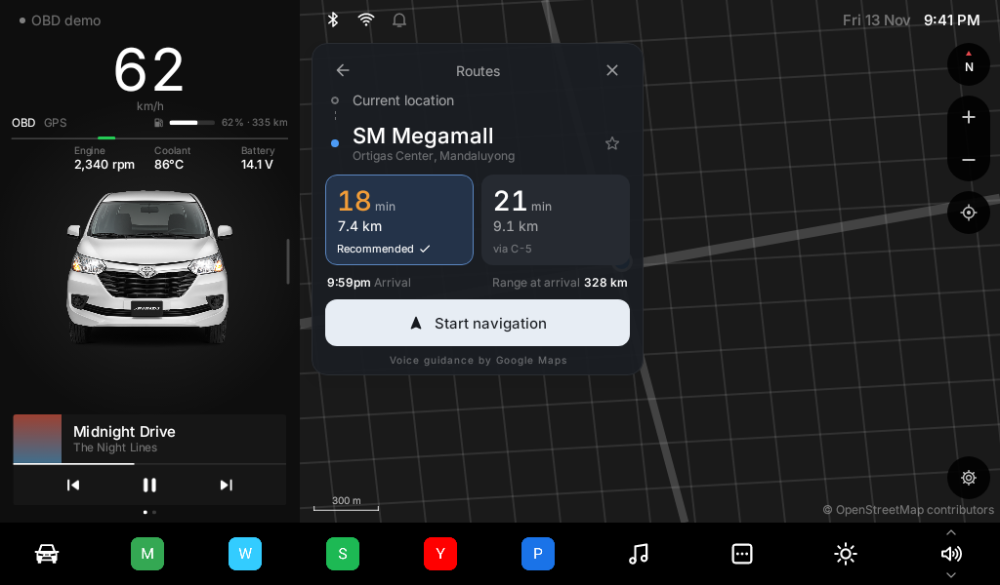 OBD demo
62
km/h
OBD GPS 62% · 335 km
Engine Coolant Battery
2,340 rpm 86°C 14.1 V
Midnight Drive
The Night Lines
Fri 13 Nov 9:41 PM
Routes
Current location
SM Megamall
Ortigas Center, Mandaluyong
18 min
7.4 km
Recommended
21 min
9.1 km
via C-5
9:59pm Arrival
Range at arrival 328 km
Start navigation
Voice guidance by Google Maps
N
300 m
© OpenStreetMap contributors
M W S Y P